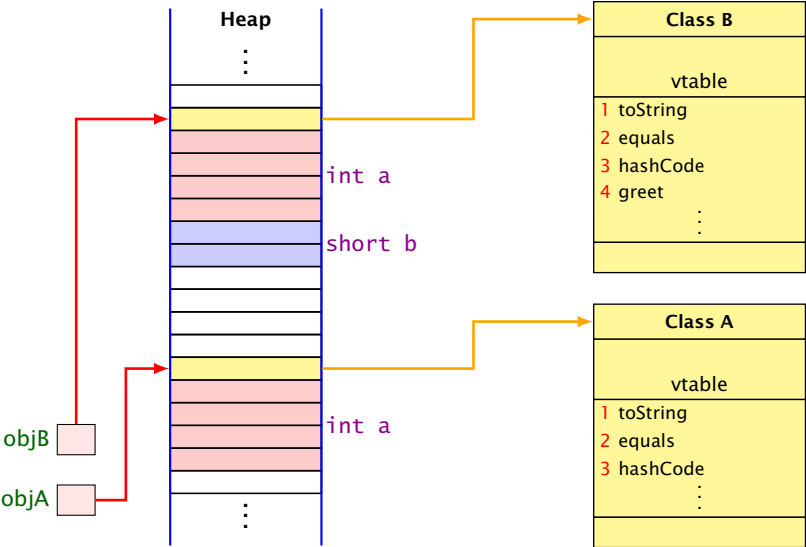 Heap
⋮
int a
short b
int a
⋮
objB
objA
Class B
vtable
1 toString
2 equals
3 hashCode
4 greet
⋮
Class A
vtable
1 toString
2 equals
3 hashCode
⋮